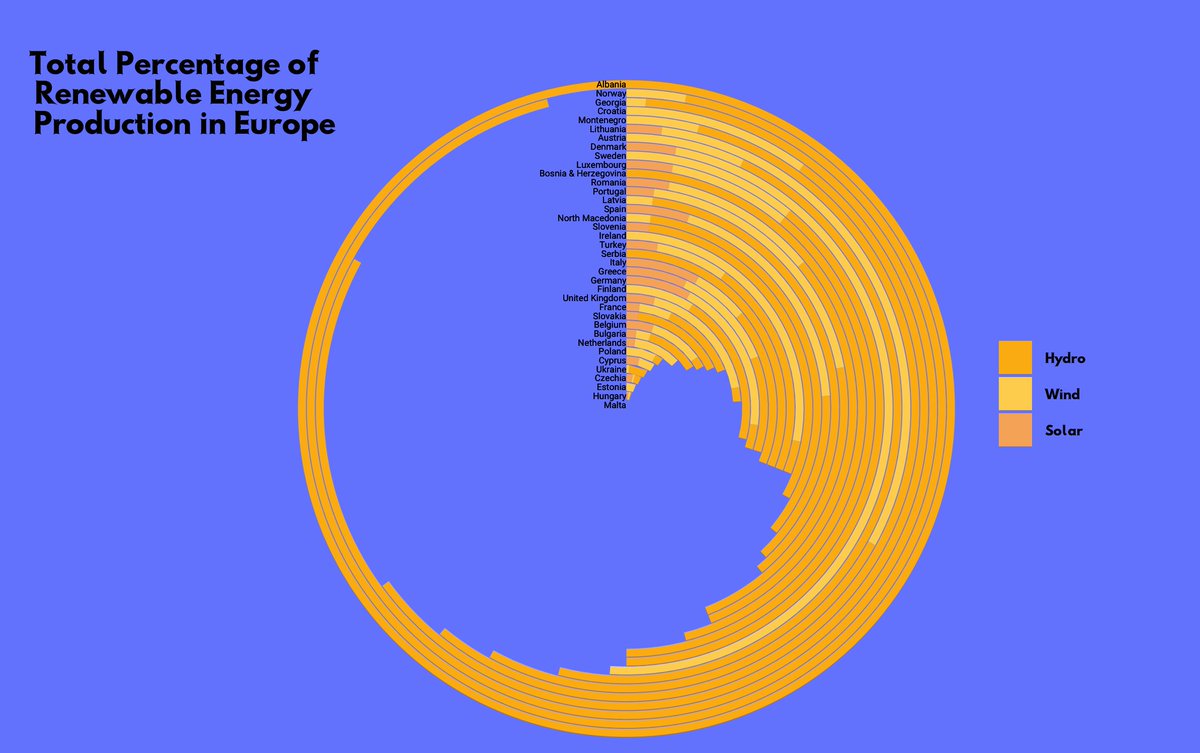 Total Percentage of
Renewable Energy
Production in Europe
Albania
Norway
Georgia
Croatia
Montenegro
Lithuania
Austria
Denmark
Sweden
Luxembourg
Bosnia & Herzegovina
Romania
Portugal
Latvia
Spain
North Macedonia
Slovenia
Ireland
Turkey
Serbia
Italy
Greece
Germany
Finland
United Kingdom
France
Slovakia
Belgium
Bulgaria
Netherlands
Poland
Cyprus
Ukraine
Czechia
Estonia
Hungary
Malta
Hydro
Wind
Solar